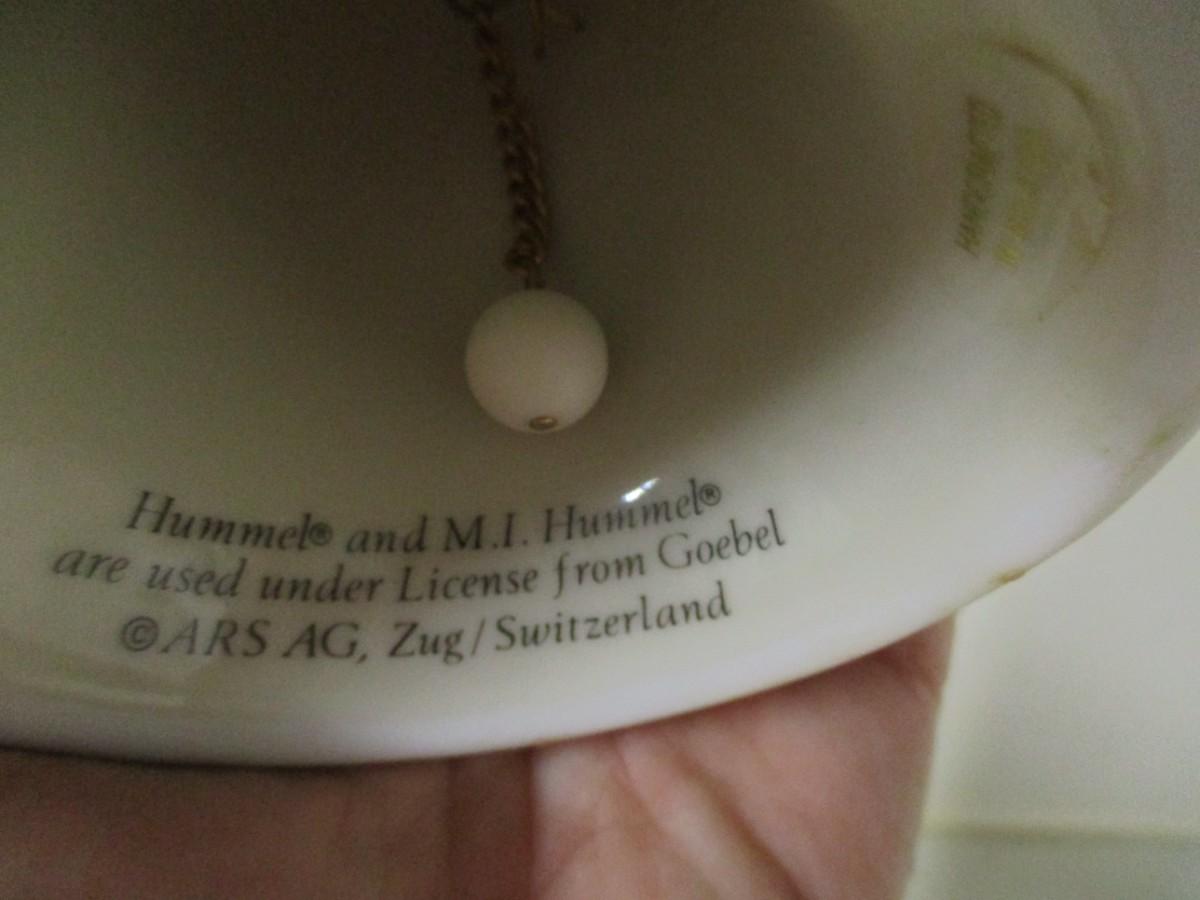 Hummel® and M.I. Hummel®
are used under License from Goebel
©ARS AG, Zug/Switzerland